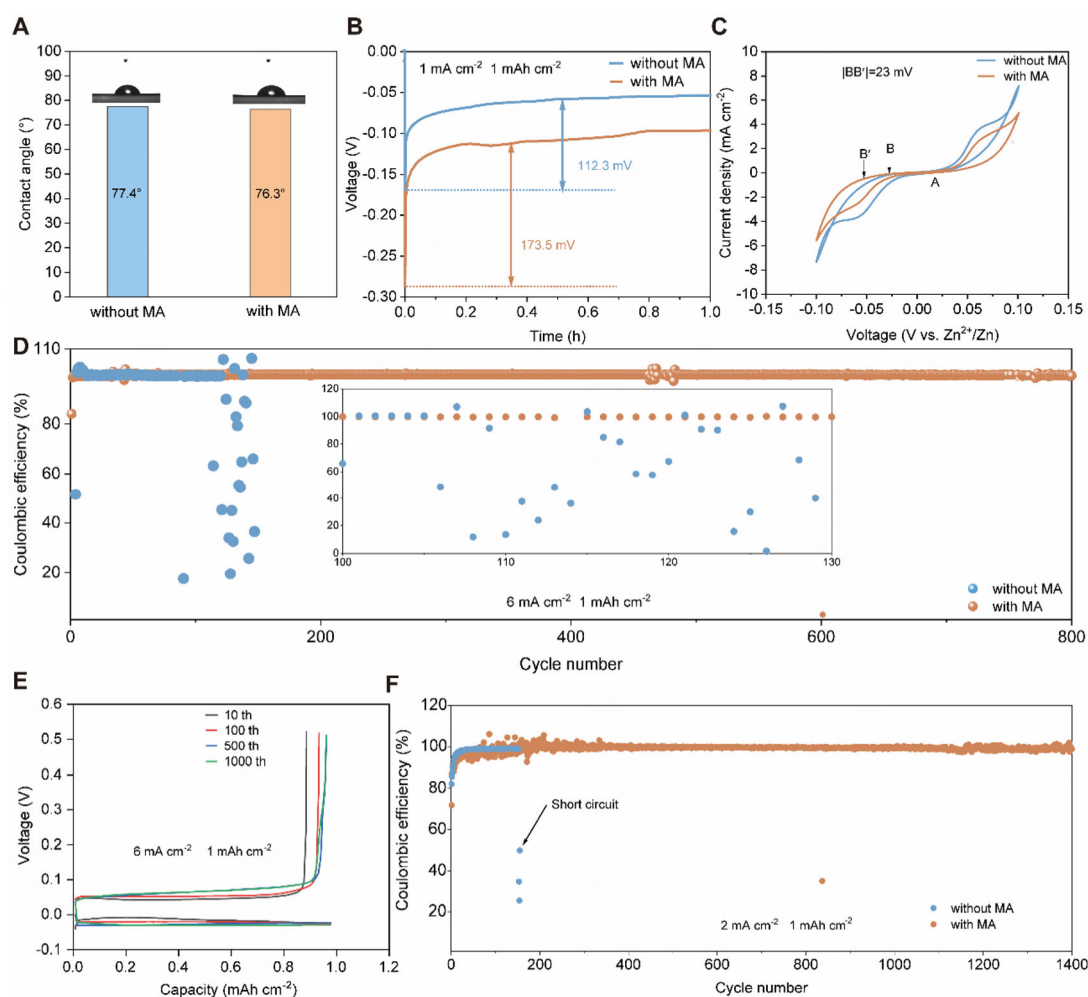 A
100
90
80
70
60
50
40
30
20
10
0
Contact angle (°)
77.4°
76.3°
without MA
with MA
B
0.00
-0.05
-0.10
-0.15
-0.20
-0.25
-0.30
Voltage (V)
1 mA cm⁻² 1 mAh cm⁻²
without MA
with MA
112.3 mV
173.5 mV
0.0 0.2 0.4 0.6 0.8 1.0
Time (h)
C
10
8
6
4
2
0
-2
-4
-6
-8
-10
Current density (mA cm⁻²)
without MA
with MA
|BB'|=23 mV
B'
B
A
-0.15 -0.10 -0.05 0.00 0.05 0.10 0.15
Voltage (V vs. Zn²⁺/Zn)
D
110
80
60
40
20
Coulombic efficiency (%)
120
100
80
60
40
20
0
100 110 120 130
6 mA cm⁻² 1 mAh cm⁻²
without MA
with MA
0 200 400 600 800
Cycle number
E
0.6
0.5
0.4
0.3
0.2
0.1
0.0
-0.1
Voltage (V)
10 th
100 th
500 th
1000 th
6 mA cm⁻² 1 mAh cm⁻²
0.0 0.2 0.4 0.6 0.8 1.0 1.2
Capacity (mAh cm⁻²)
F
120
100
80
60
40
20
Coulombic efficiency (%)
Short circuit
2 mA cm⁻² 1 mAh cm⁻²
without MA
with MA
0 200 400 600 800 1000 1200 1400
Cycle number